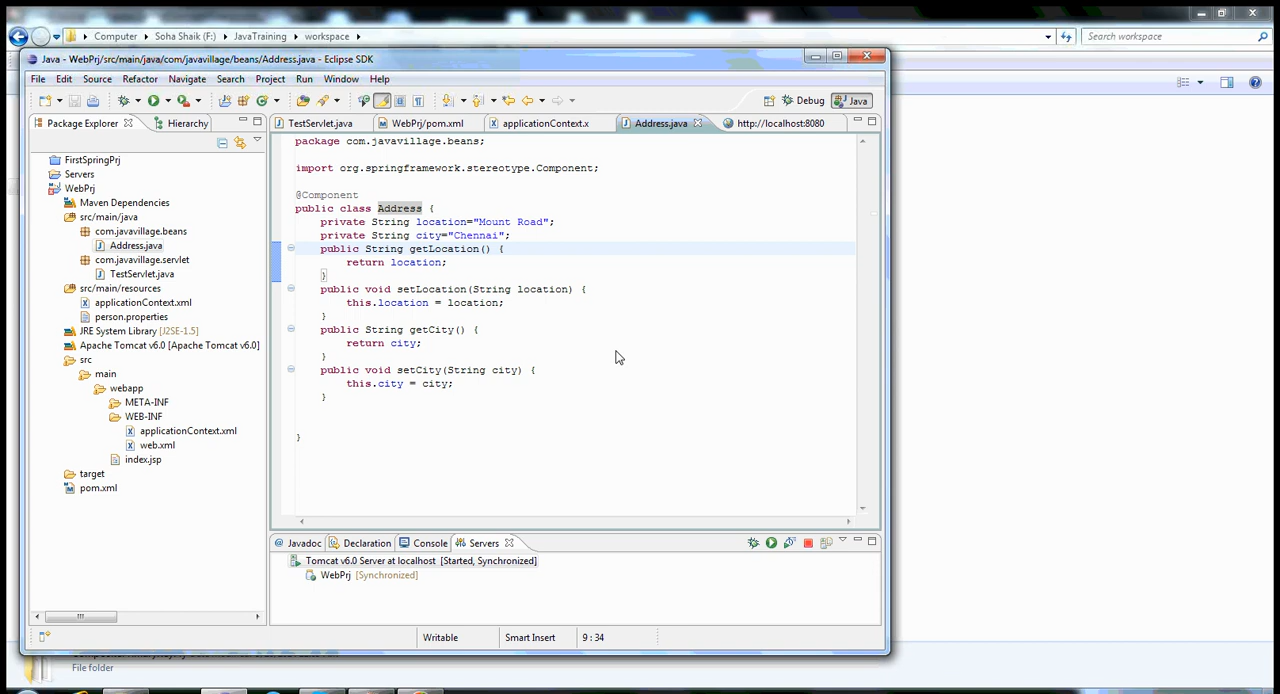 Computer ▸ Soha Shaik (F:) ▸ JavaTraining ▸ workspace ▸
Search workspace
Java - WebPrj/src/main/java/com/javavillage/beans/Address.java - Eclipse SDK
File Edit Source Refactor Navigate Search Project Run Window Help
Debug Java
Package Explorer Hierarchy
TestServlet.java WebPrj/pom.xml applicationContext.x Address.java http://localhost:8080
FirstSpringPrj
Servers
WebPrj
Maven Dependencies
src/main/java
com.javavillage.beans
Address.java
com.javavillage.servlet
TestServlet.java
src/main/resources
applicationContext.xml
person.properties
JRE System Library [J2SE-1.5]
Apache Tomcat v6.0 [Apache Tomcat v6.0]
src
main
webapp
META-INF
WEB-INF
applicationContext.xml
web.xml
index.jsp
target
pom.xml
package com.javavillage.beans;
import org.springframework.stereotype.Component;
@Component
public class Address {
private String location="Mount Road";
private String city="Chennai";
public String getLocation() {
return location;
}
public void setLocation(String location) {
this.location = location;
}
public String getCity() {
return city;
}
public void setCity(String city) {
this.city = city;
}
}
@ Javadoc Declaration Console Servers
Tomcat v6.0 Server at localhost [Started, Synchronized]
WebPrj [Synchronized]
Writable Smart Insert 9 : 34
File folder